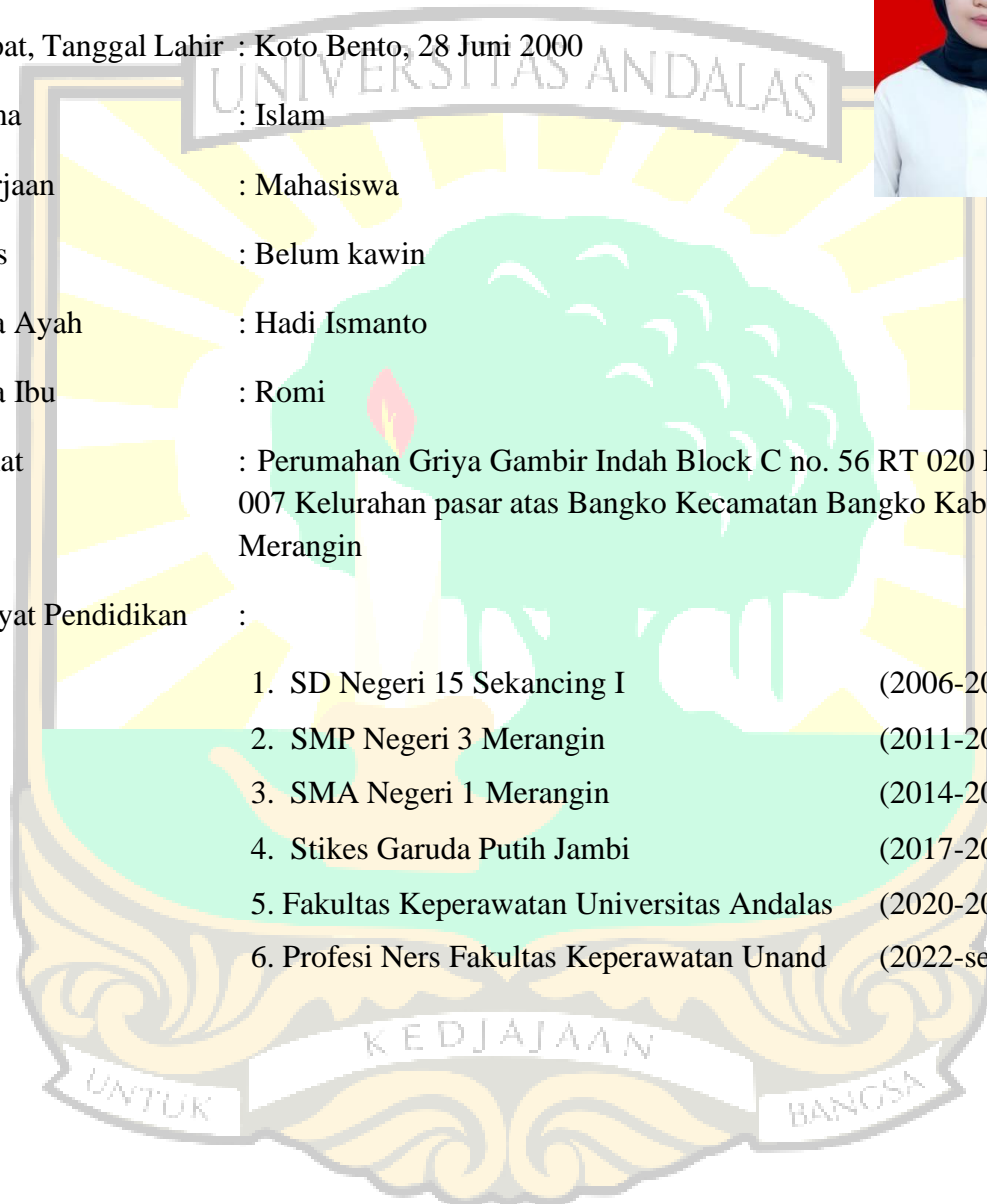 pat, Tanggal Lahir : Koto Bento, 28 Juni 2000
UNIVERSITAS ANDALAS
na : Islam
rjaan : Mahasiswa
s : Belum kawin
a Ayah : Hadi Ismanto
a Ibu : Romi
at : Perumahan Griya Gambir Indah Block C no. 56 RT 020
007 Kelurahan pasar atas Bangko Kecamatan Bangko Kab
Merangin
yat Pendidikan :
1. SD Negeri 15 Sekancing I (2006-20
2. SMP Negeri 3 Merangin (2011-20
3. SMA Negeri 1 Merangin (2014-20
4. Stikes Garuda Putih Jambi (2017-20
5. Fakultas Keperawatan Universitas Andalas (2020-20
6. Profesi Ners Fakultas Keperawatan Unand (2022-se
UNTUK KEDJAJAAN BANGSA